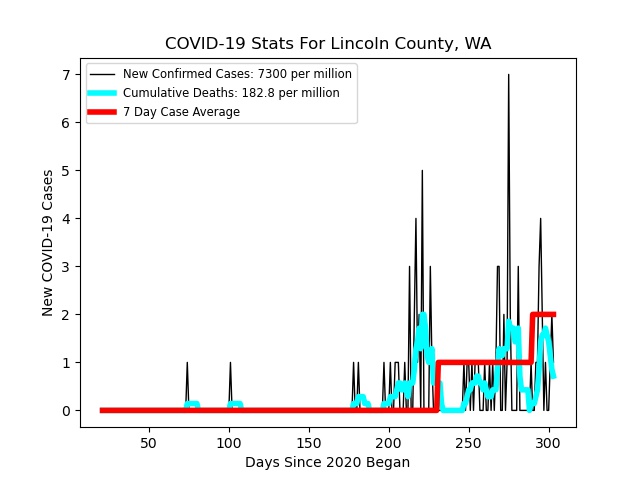 COVID-19 Stats For Lincoln County, WA
New Confirmed Cases: 7300 per million
Cumulative Deaths: 182.8 per million
7 Day Case Average
New COVID-19 Cases
7
6
5
4
3
2
1
0
50 100 150 200 250 300
Days Since 2020 Began